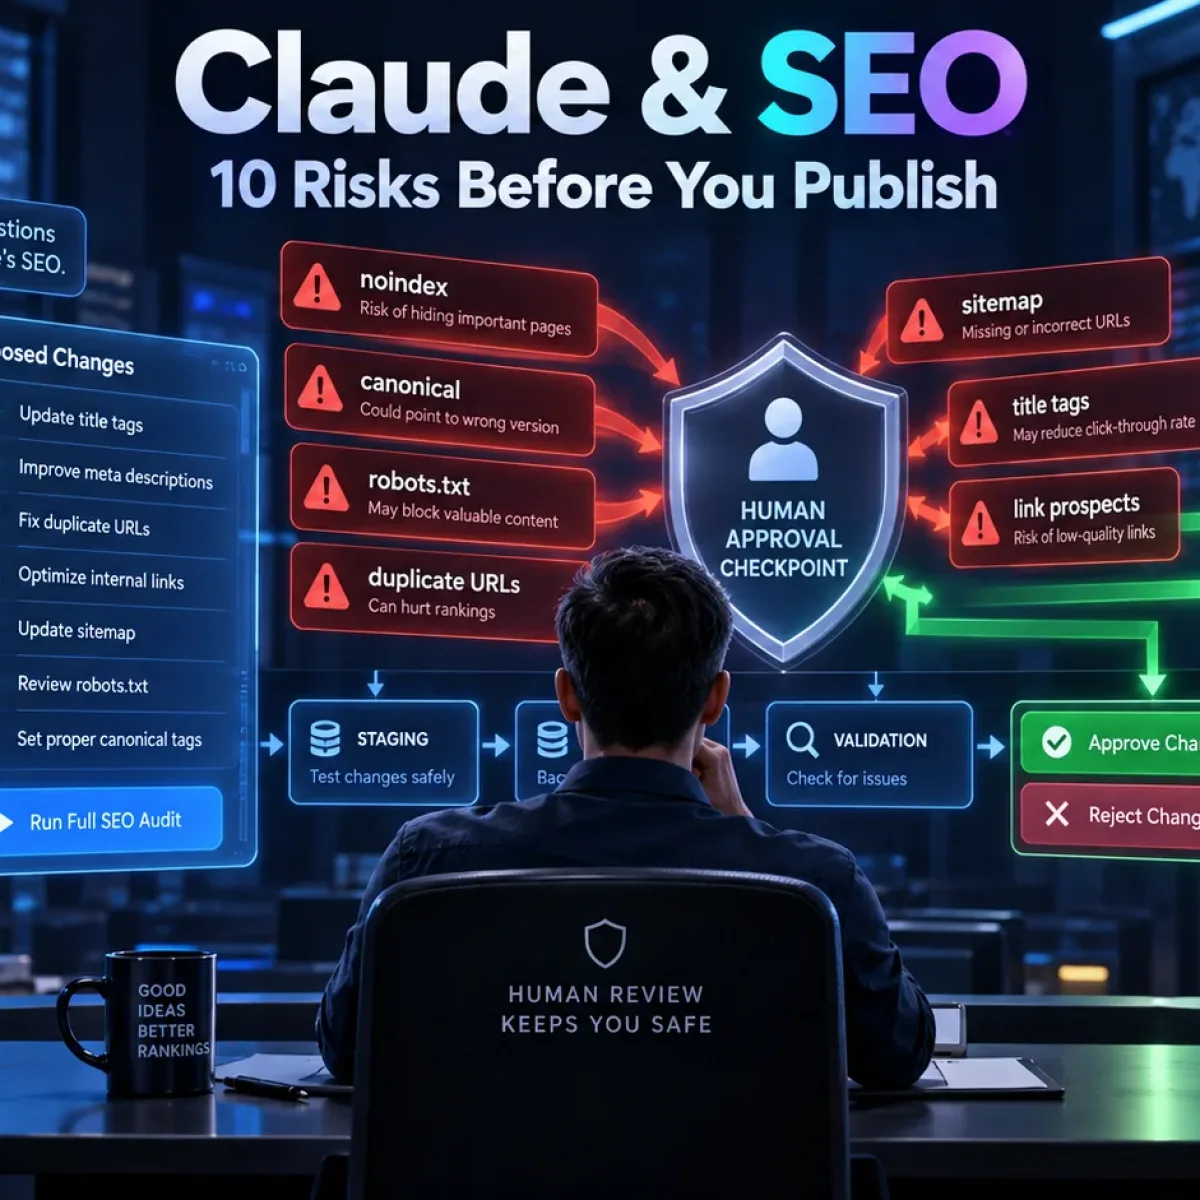 Claude & SEO
10 Risks Before You Publish
stions
's SEO.
osed Changes
Update title tags
Improve meta descriptions
Fix duplicate URLs
Optimize internal links
Update sitemap
Review robots.txt
Set proper canonical tags
Run Full SEO Audit
noindex
Risk of hiding important pages
canonical
Could point to wrong version
robots.txt
May block valuable content
duplicate URLs
Can hurt rankings
HUMAN
APPROVAL
CHECKPOINT
sitemap
Missing or incorrect URLs
title tags
May reduce click-through rate
link prospects
Risk of low-quality links
STAGING
Test changes safely
Bac
VALIDATION
Check for issues
Approve Cha
Reject Chang
GOOD
IDEAS
BETTER
RANKINGS
HUMAN REVIEW
KEEPS YOU SAFE